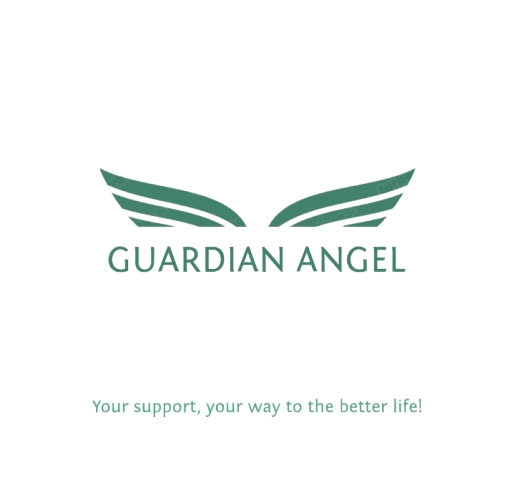 GUARDIAN ANGEL
Your support, your way to the better life!